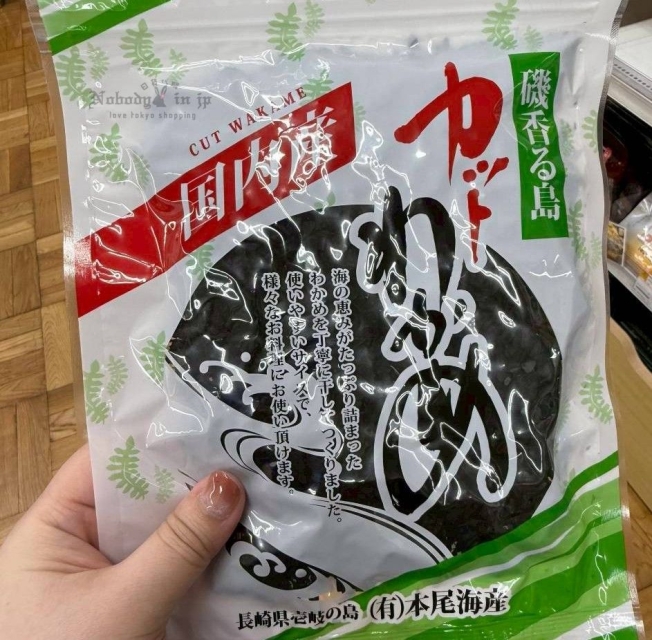 Nobody in jp
love tokyo shopping
CUT WAKAME
国内産
磯香る島
カット
わかめ
海の恵みがたっぷり詰まった
わかめを丁寧に干してつくりました。
使いやすいサイズで、
様々なお料理にお使い頂けます。
長崎県壱岐の島 (有)本尾海産